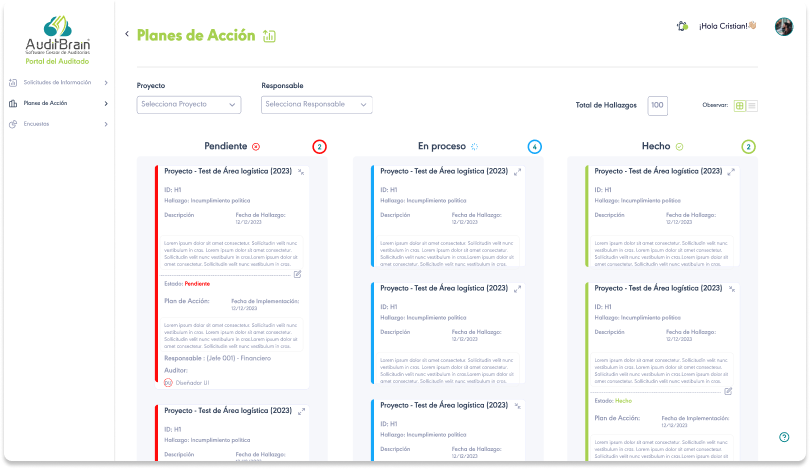 AuditBrain
Software Gestor de Auditorías
Portal del Auditado
Solicitudes de Información
Planes de Acción
Encuestas
Planes de Acción
¡Hola Cristian!
Proyecto
Selecciona Proyecto
Responsable
Selecciona Responsable
Total de Hallazgos
100
Observar:
Pendiente
2
Proyecto - Test de Área logística (2023)
ID: H1
Hallazgo: Incumplimiento política
Descripción
Fecha de Hallazgo:
12/12/2023
Lorem ipsum dolor sit amet consectetur. Sollicitudin velit nunc
vestibulum in cras. Lorem ipsum dolor sit amet consectetur.
Sollicitudin velit nunc vestibulum in cras.Lorem ipsum dolor sit
amet consectetur. Sollicitudin velit nunc vestibulum in cras.
Estado: Pendiente
Plan de Acción:
Fecha de Implementación:
12/12/2023
Lorem ipsum dolor sit amet consectetur. Sollicitudin velit nunc
vestibulum in cras. Lorem ipsum dolor sit amet consectetur.
Sollicitudin velit nunc vestibulum in cras.Lorem ipsum dolor sit
amet consectetur. Sollicitudin velit nunc vestibulum in cras.
Responsable : (Jefe 001) - Financiero
Auditor:
DU
Diseñador UI
Proyecto - Test de Área logística (2023)
ID: H1
Hallazgo: Incumplimiento política
Descripción
Fecha de Hallazgo:
12/12/2023
En proceso
4
Proyecto - Test de Área logística (2023)
ID: H1
Hallazgo: Incumplimiento política
Descripción
Fecha de Hallazgo:
12/12/2023
Lorem ipsum dolor sit amet consectetur. Sollicitudin velit nunc
vestibulum in cras. Lorem ipsum dolor sit amet consectetur.
Sollicitudin velit nunc vestibulum in cras.Lorem ipsum dolor sit
amet consectetur. Sollicitudin velit nunc vestibulum in cras.
Proyecto - Test de Área logística (2023)
ID: H1
Hallazgo: Incumplimiento política
Descripción
Fecha de Hallazgo:
12/12/2023
Lorem ipsum dolor sit amet consectetur. Sollicitudin velit nunc
vestibulum in cras. Lorem ipsum dolor sit amet consectetur.
Sollicitudin velit nunc vestibulum in cras.Lorem ipsum dolor sit
amet consectetur. Sollicitudin velit nunc vestibulum in cras.
Proyecto - Test de Área logística (2023)
ID: H1
Hallazgo: Incumplimiento política
Descripción
Fecha de Hallazgo:
12/12/2023
Hecho
2
Proyecto - Test de Área logística (2023)
ID: H1
Hallazgo: Incumplimiento política
Descripción
Fecha de Hallazgo:
12/12/2023
Lorem ipsum dolor sit amet consectetur. Sollicitudin velit nunc
vestibulum in cras. Lorem ipsum dolor sit amet consectetur.
Sollicitudin velit nunc vestibulum in cras.Lorem ipsum dolor sit
amet consectetur. Sollicitudin velit nunc vestibulum in cras.
Proyecto - Test de Área logística (2023)
ID: H1
Hallazgo: Incumplimiento política
Descripción
Fecha de Hallazgo:
12/12/2023
Lorem ipsum dolor sit amet consectetur. Sollicitudin velit nunc
vestibulum in cras. Lorem ipsum dolor sit amet consectetur.
Sollicitudin velit nunc vestibulum in cras.Lorem ipsum dolor sit
amet consectetur. Sollicitudin velit nunc vestibulum in cras.
Estado: Hecho
Plan de Acción:
Fecha de Implementación:
12/12/2023
Lorem ipsum dolor sit amet consectetur. Sollicitudin velit nunc
vestibulum in cras. Lorem ipsum dolor sit amet consectetur.
Sollicitudin velit nunc vestibulum in cras.Lorem ipsum dolor sit